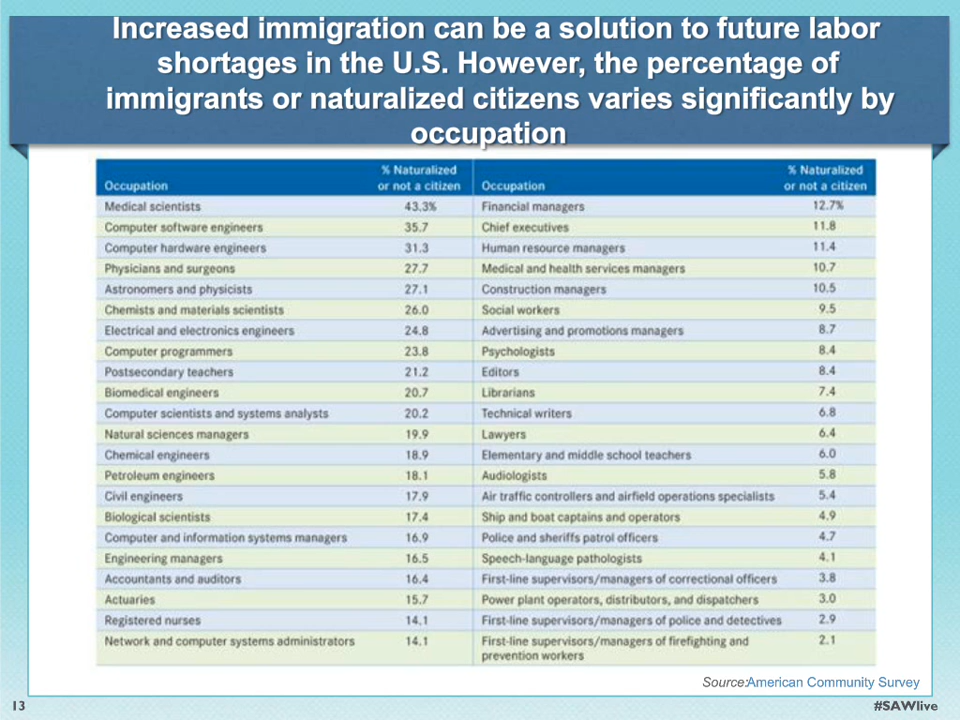 Increased immigration can be a solution to future labor
shortages in the U.S. However, the percentage of
immigrants or naturalized citizens varies significantly by
occupation
Occupation % Naturalized or not a citizen Occupation % Naturalized or not a citizen
Medical scientists 43.3% Financial managers 12.7%
Computer software engineers 35.7 Chief executives 11.8
Computer hardware engineers 31.3 Human resource managers 11.4
Physicians and surgeons 27.7 Medical and health services managers 10.7
Astronomers and physicists 27.1 Construction managers 10.5
Chemists and materials scientists 26.0 Social workers 9.5
Electrical and electronics engineers 24.8 Advertising and promotions managers 8.7
Computer programmers 23.8 Psychologists 8.4
Postsecondary teachers 21.2 Editors 8.4
Biomedical engineers 20.7 Librarians 7.4
Computer scientists and systems analysts 20.2 Technical writers 6.8
Natural sciences managers 19.9 Lawyers 6.4
Chemical engineers 18.9 Elementary and middle school teachers 6.0
Petroleum engineers 18.1 Audiologists 5.8
Civil engineers 17.9 Air traffic controllers and airfield operations specialists 5.4
Biological scientists 17.4 Ship and boat captains and operators 4.9
Computer and information systems managers 16.9 Police and sheriffs patrol officers 4.7
Engineering managers 16.5 Speech-language pathologists 4.1
Accountants and auditors 16.4 First-line supervisors/managers of correctional officers 3.8
Actuaries 15.7 Power plant operators, distributors, and dispatchers 3.0
Registered nurses 14.1 First-line supervisors/managers of police and detectives 2.9
Network and computer systems administrators 14.1 First-line supervisors/managers of firefighting and prevention workers 2.1
Source:American Community Survey
13 #SAWlive